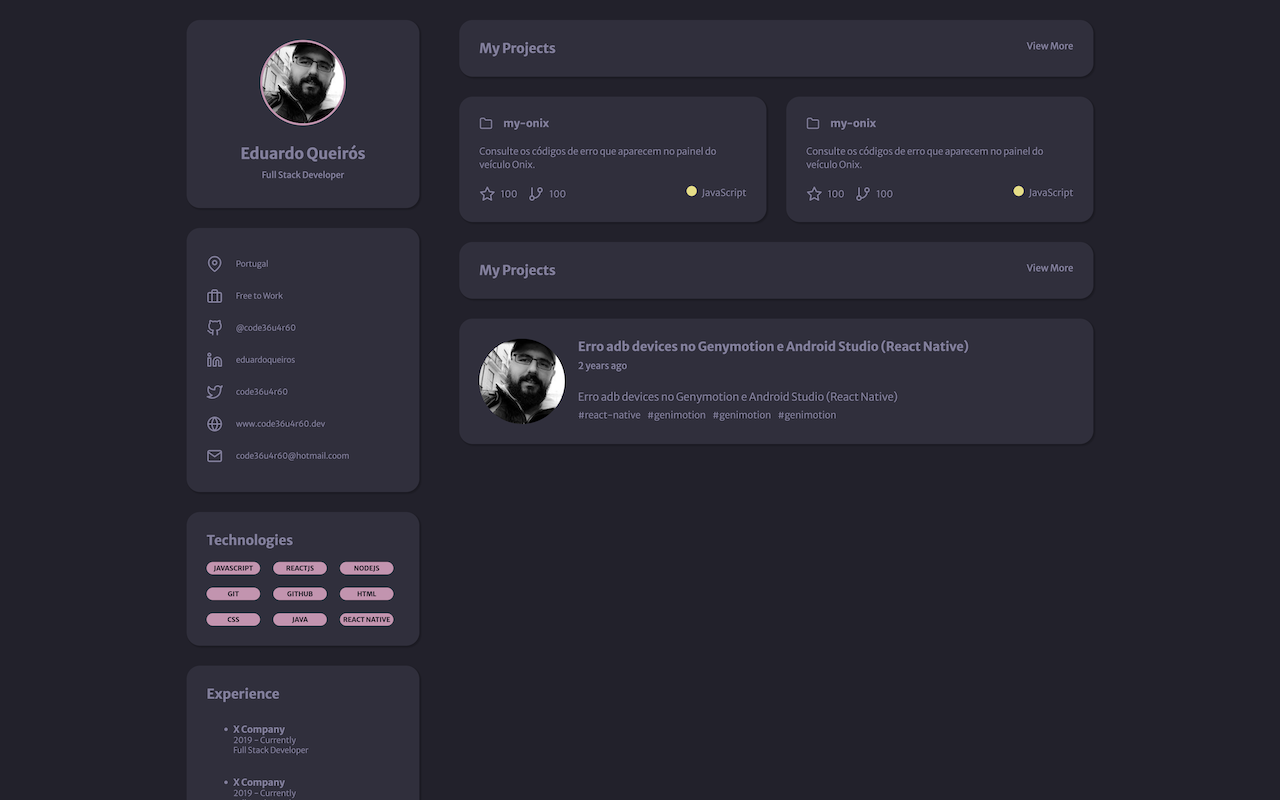 Eduardo Queirós
Full Stack Developer
Portugal
Free to Work
@code36u4r60
eduardoqueiros
code36u4r60
www.code36u4r60.dev
code36u4r60@hotmail.coom
Technologies
JAVASCRIPT REACTJS NODEJS
GIT GITHUB HTML
CSS JAVA REACT NATIVE
Experience
X Company
2019 - Currently
Full Stack Developer
X Company
2019 - Currently
My Projects View More
my-onix
Consulte os códigos de erro que aparecem no painel do
veículo Onix.
100 100 JavaScript
my-onix
Consulte os códigos de erro que aparecem no painel do
veículo Onix.
100 100 JavaScript
My Projects View More
Erro adb devices no Genymotion e Android Studio (React Native)
2 years ago
Erro adb devices no Genymotion e Android Studio (React Native)
#react-native #genimotion #genimotion #genimotion